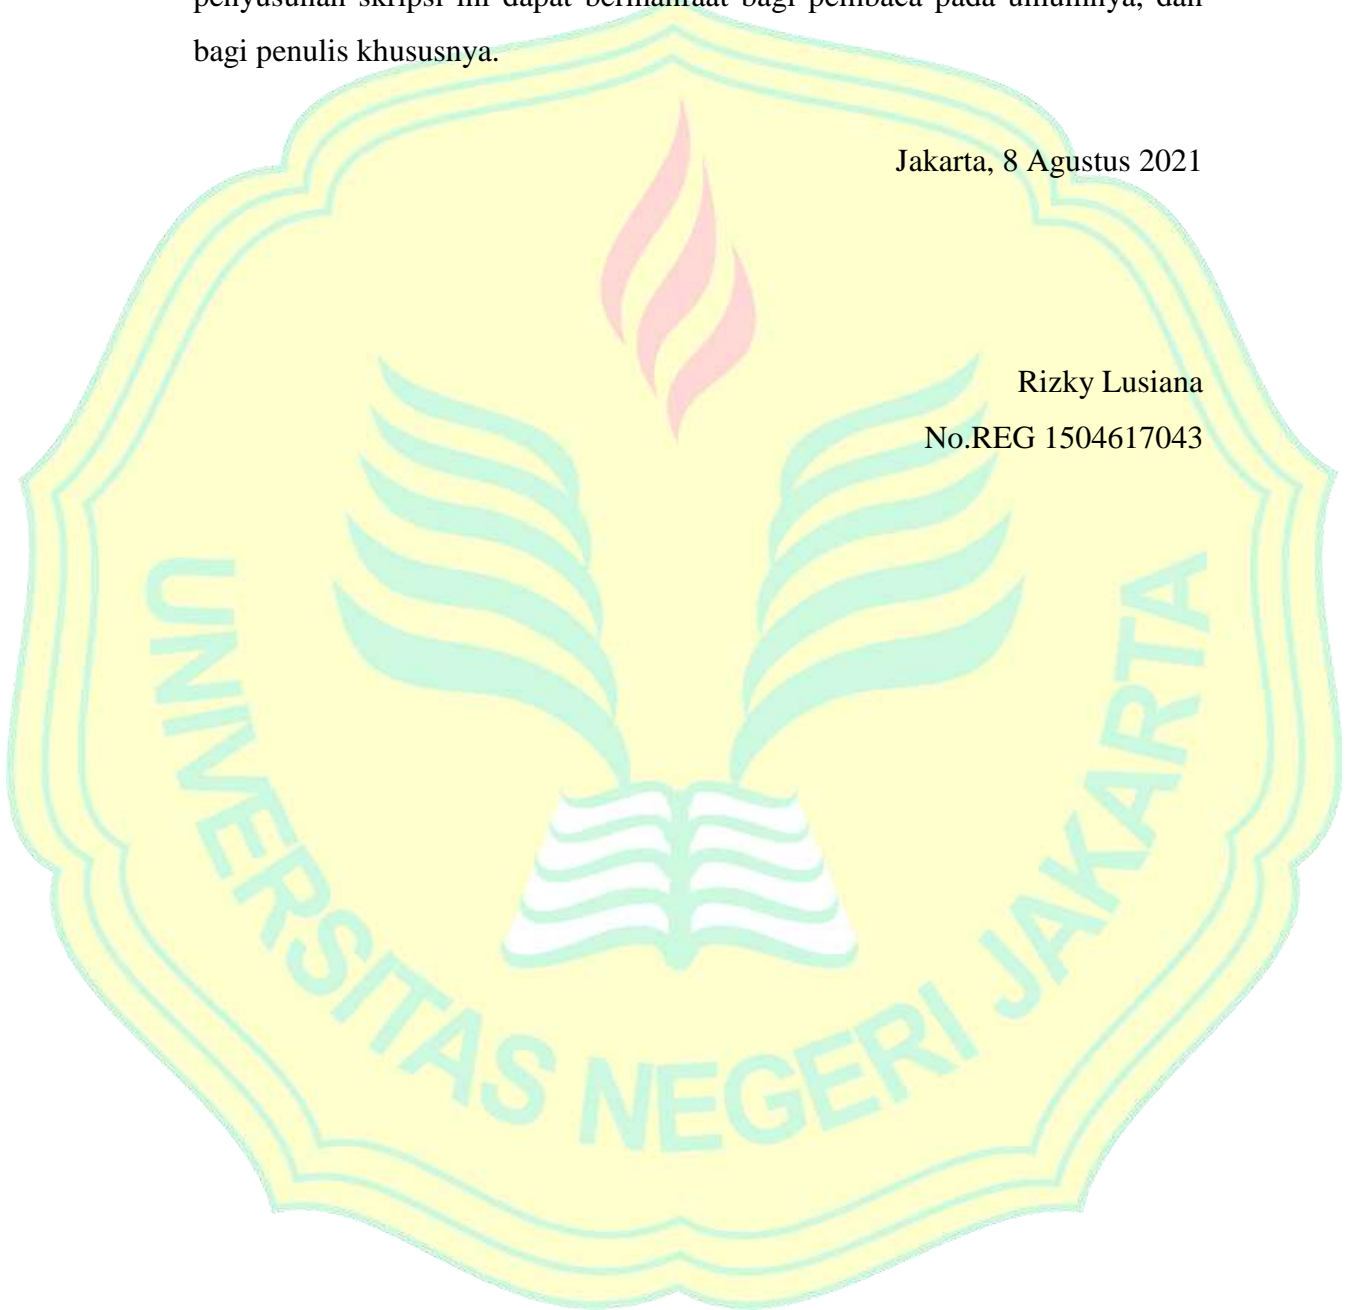 penyusunan skripsi ini dapat bermanfaat bagi pembaca pada umumnya, dan
bagi penulis khususnya.
Jakarta, 8 Agustus 2021
Rizky Lusiana
No.REG 1504617043
UNIVERSITAS NEGERI JAKARTA